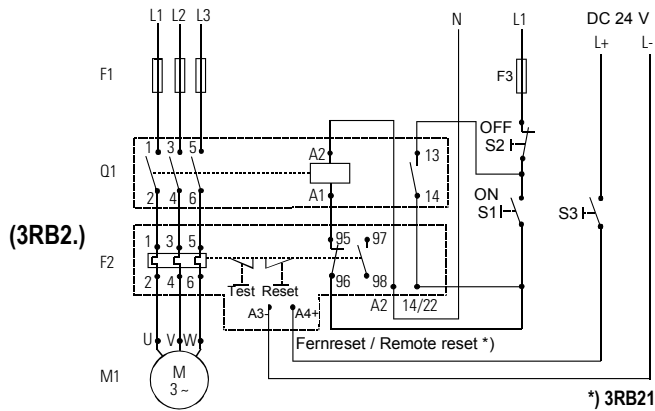 L1 L2 L3 N L1 DC 24 V
L+ L-
F1 F3
OFF
S2
1 3 5 A2 13
Q1
A1 14
2 4 6
ON
S1 S3
(3RB2.)
1 3 5 95 97
F2
2 4 6 96 98
Test Reset
A2 14/22
A3- A4+
U V W
Fernreset / Remote reset *)
M1
M
3 ~
*) 3RB21